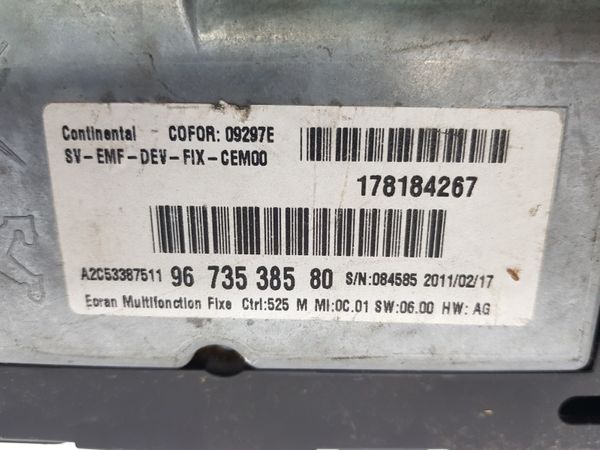 Continental COFOR: 09297E
SV-EMF-DEV-FIX-CEM00
178184267
A2C53387511 96 735 385 80 S/N:084585 2011/02/17
Ecran Multifonction Fixe Ctrl:525 M MI:0C.01 SW:06.00 HW: AG